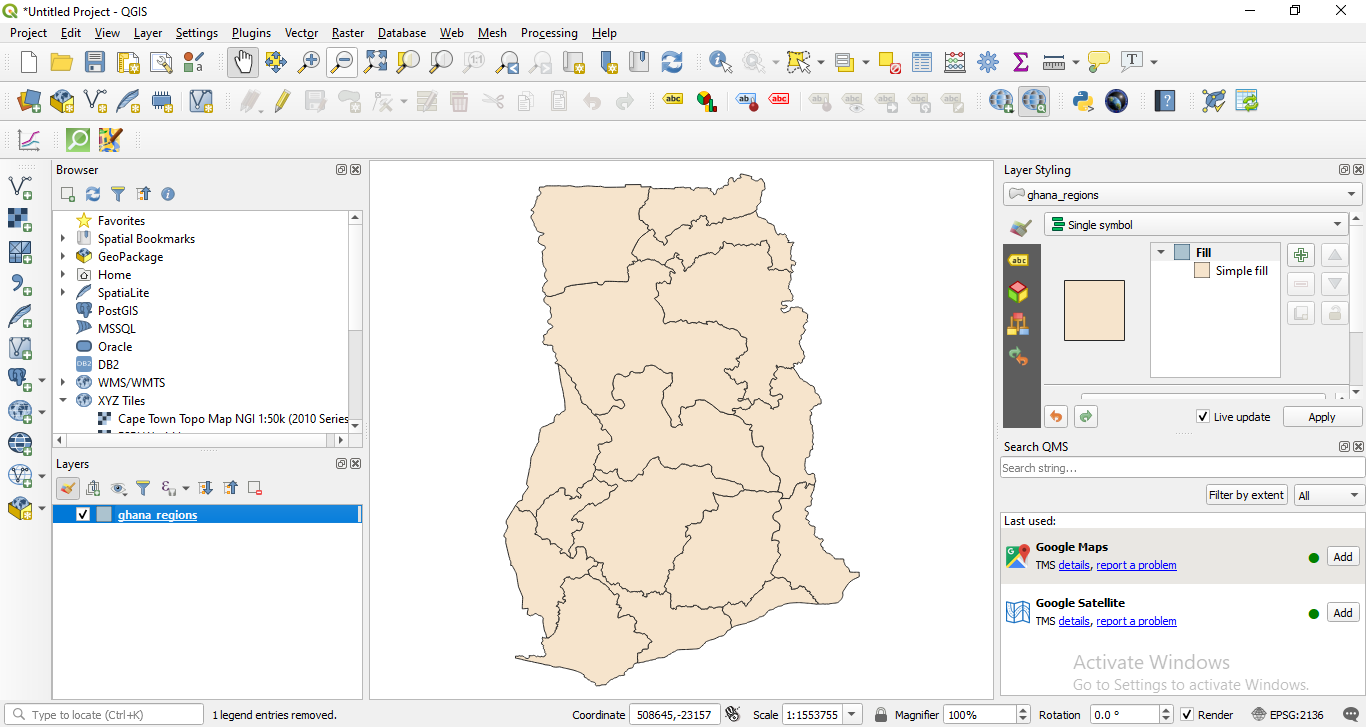 *Untitled Project - QGIS
Project Edit View Layer Settings Plugins Vector Raster Database Web Mesh Processing Help
Browser
Favorites
Spatial Bookmarks
GeoPackage
Home
SpatiaLite
PostGIS
MSSQL
Oracle
DB2 DB2
WMS/WMTS
XYZ Tiles
Cape Town Topo Map NGI 1:50k (2010 Series
Layers
ghana_regions
Layer Styling
ghana_regions
Single symbol
abc
Fill
Simple fill
Live update Apply
Search QMS
Search string...
Filter by extent All
Last used:
Google Maps
TMS details, report a problem Add
Google Satellite
TMS details, report a problem Add
Activate Windows
Go to Settings to activate Windows.
Type to locate (Ctrl+K) 1 legend entries removed. Coordinate 508645,-23157 Scale 1:1553755 Magnifier 100% Rotation 0.0 ° Render EPSG:2136